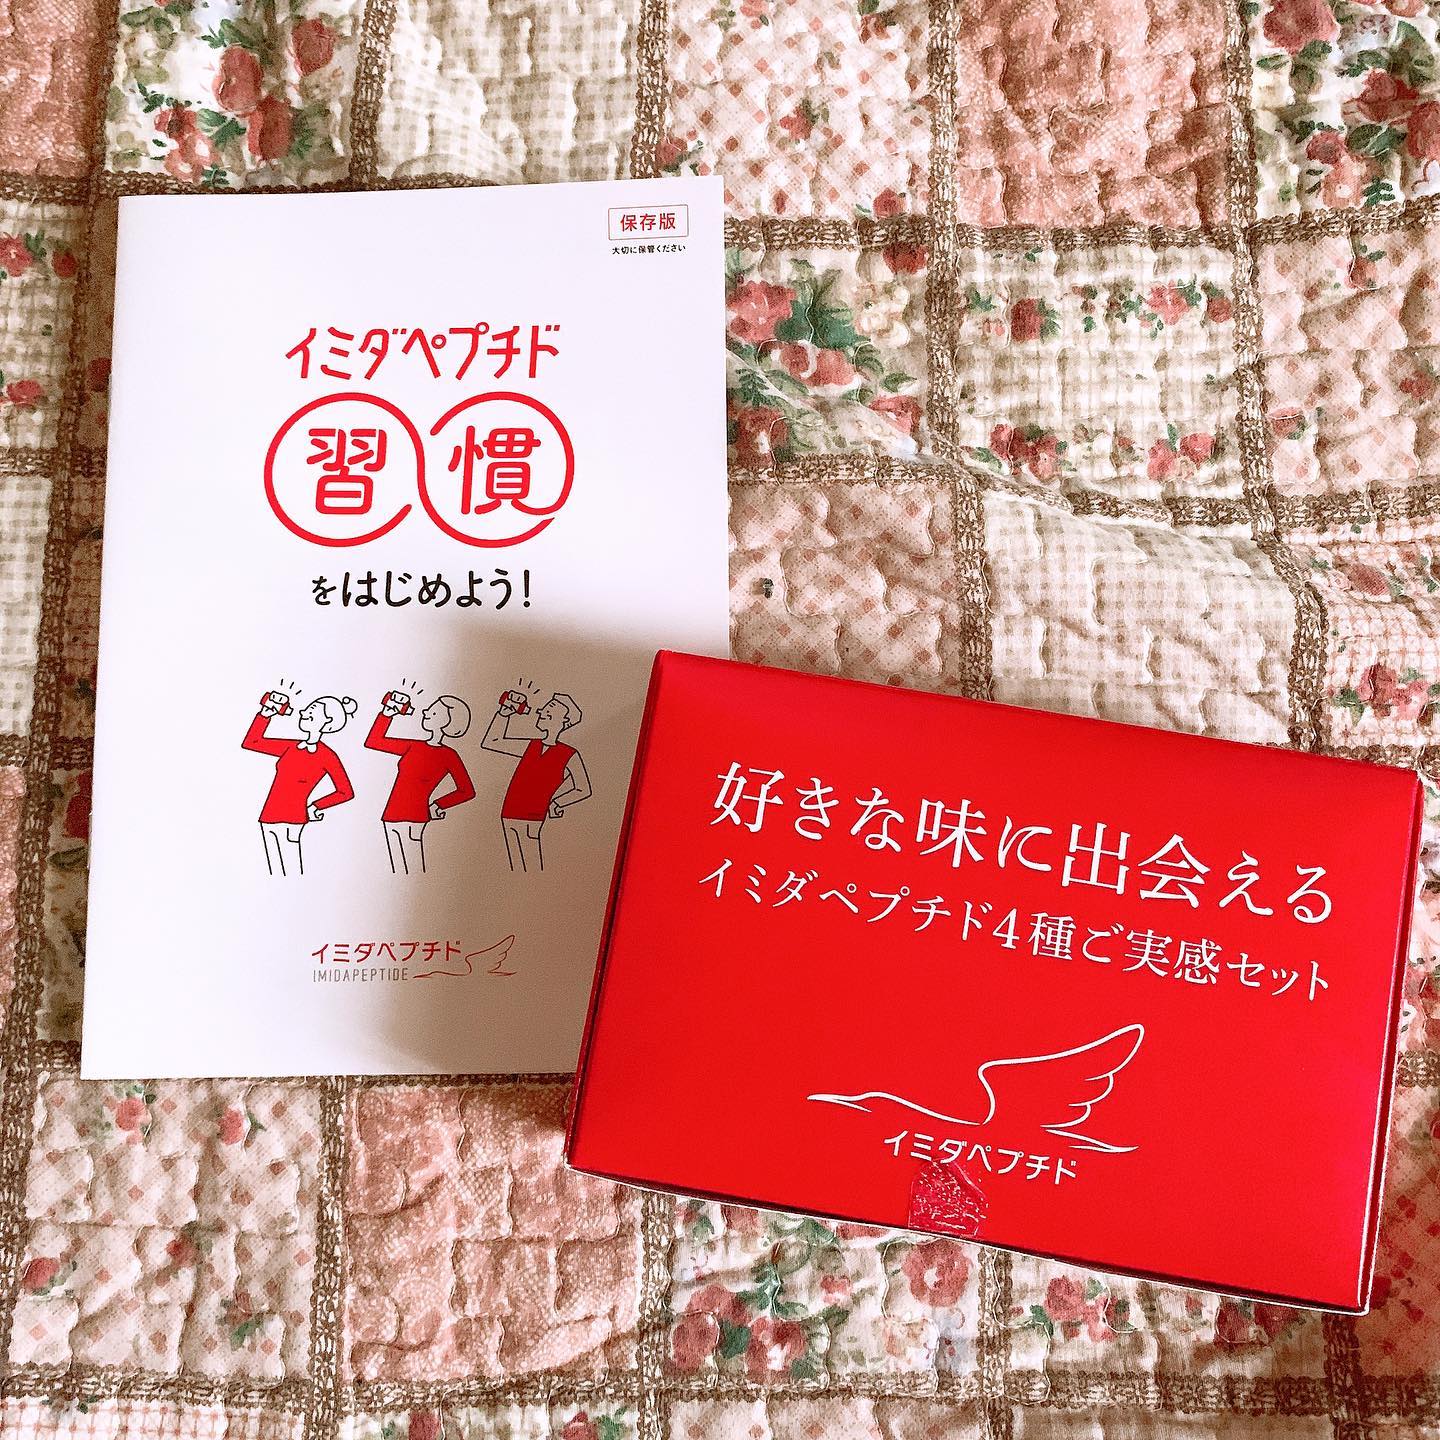 保存版
大切に保管ください
イミダペプチド
習慣
をはじめよう!
イミダペプチド
IMIDAPEPTIDE
好きな味に出会える
イミダペプチド4種ご実感セット
イミダペプチド